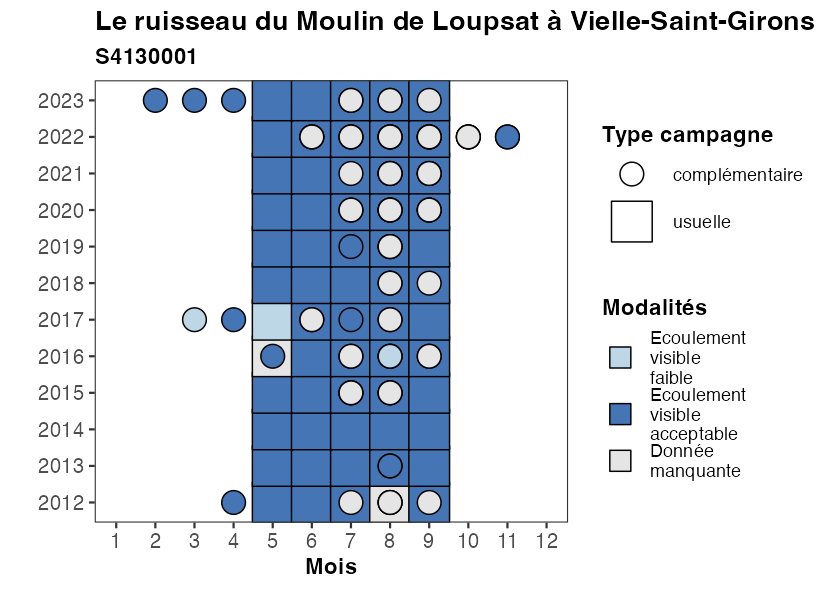 Le ruisseau du Moulin de Loupsat à Vielle-Saint-Girons
S4130001
2023
2022
2021
2020
2019
2018
2017
2016
2015
2014
2013
2012
1 2 3 4 5 6 7 8 9 10 11 12
Mois
Type campagne
complémentaire
usuelle
Modalités
Ecoulement
visible
faible
Ecoulement
visible
acceptable
Donnée
manquante